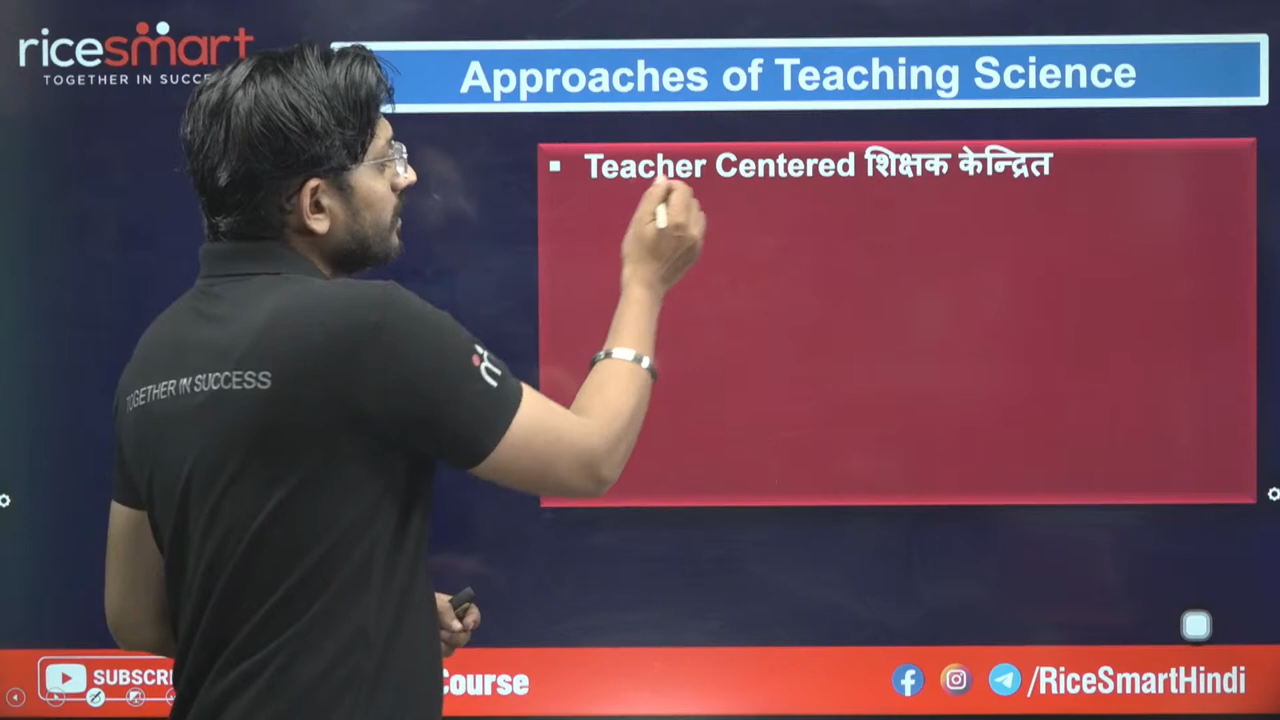 ricesmart
TOGETHER IN SUCC
Approaches of Teaching Science
▪ Teacher Centered शिक्षक केन्द्रित
TOGETHER IN SUCCESS
SUBSCRI
Course
/RiceSmartHindi